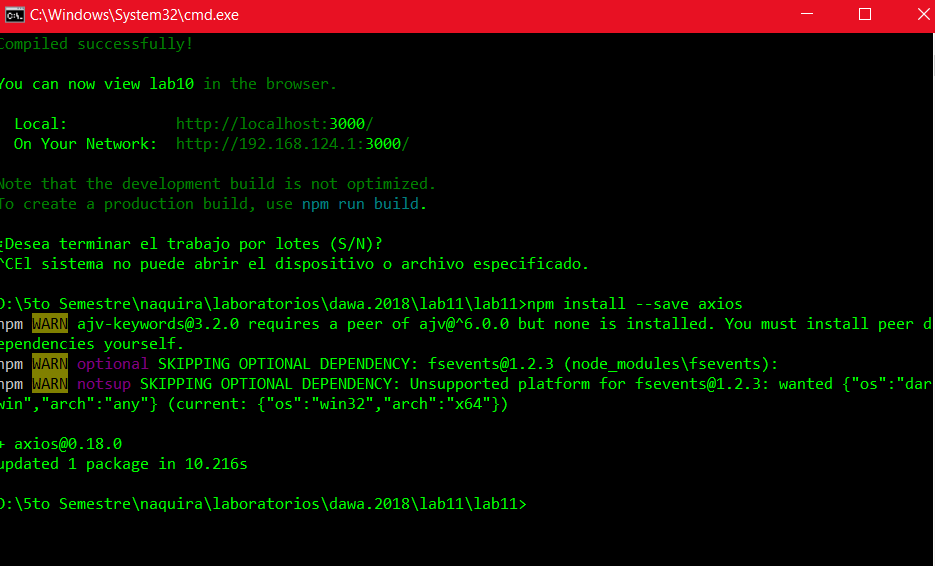 C:\Windows\System32\cmd.exe
Compiled successfully!
You can now view lab10 in the browser.
Local: http://localhost:3000/
On Your Network: http://192.168.124.1:3000/
Note that the development build is not optimized.
To create a production build, use npm run build.
¿Desea terminar el trabajo por lotes (S/N)?
^CEl sistema no puede abrir el dispositivo o archivo especificado.
D:\5to Semestre\naquira\laboratorios\dawa.2018\lab11\lab11>npm install --save axios
npm WARN ajv-keywords@3.2.0 requires a peer of ajv@^6.0.0 but none is installed. You must install peer d
ependencies yourself.
npm WARN optional SKIPPING OPTIONAL DEPENDENCY: fsevents@1.2.3 (node_modules\fsevents):
npm WARN notsup SKIPPING OPTIONAL DEPENDENCY: Unsupported platform for fsevents@1.2.3: wanted {"os":"dar
win","arch":"any"} (current: {"os":"win32","arch":"x64"})
+ axios@0.18.0
updated 1 package in 10.216s
D:\5to Semestre\naquira\laboratorios\dawa.2018\lab11\lab11>